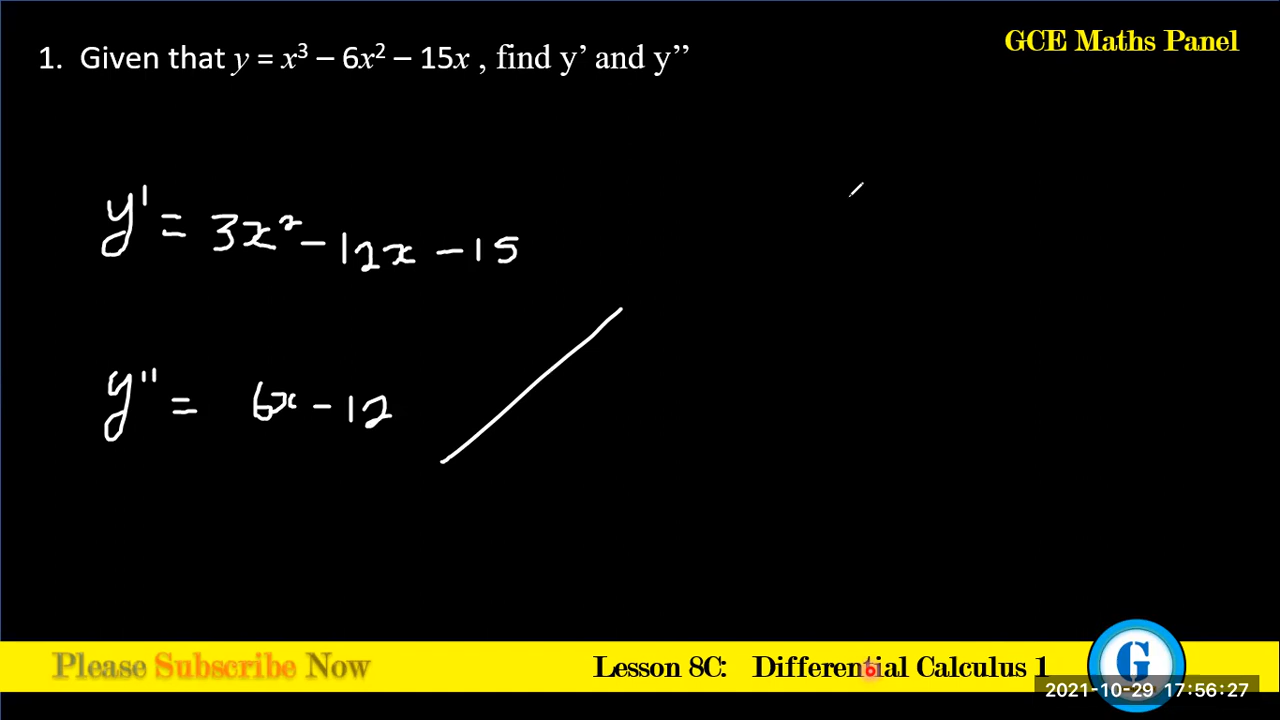 GCE Maths Panel
1. Given that y = x³ – 6x² – 15x , find y’ and y’’
y' = 3x² - 12x - 15
y'' = 6x - 12
Please Subscribe Now
Lesson 8C: Differential Calculus 1
G
2021-10-29 17:56:27